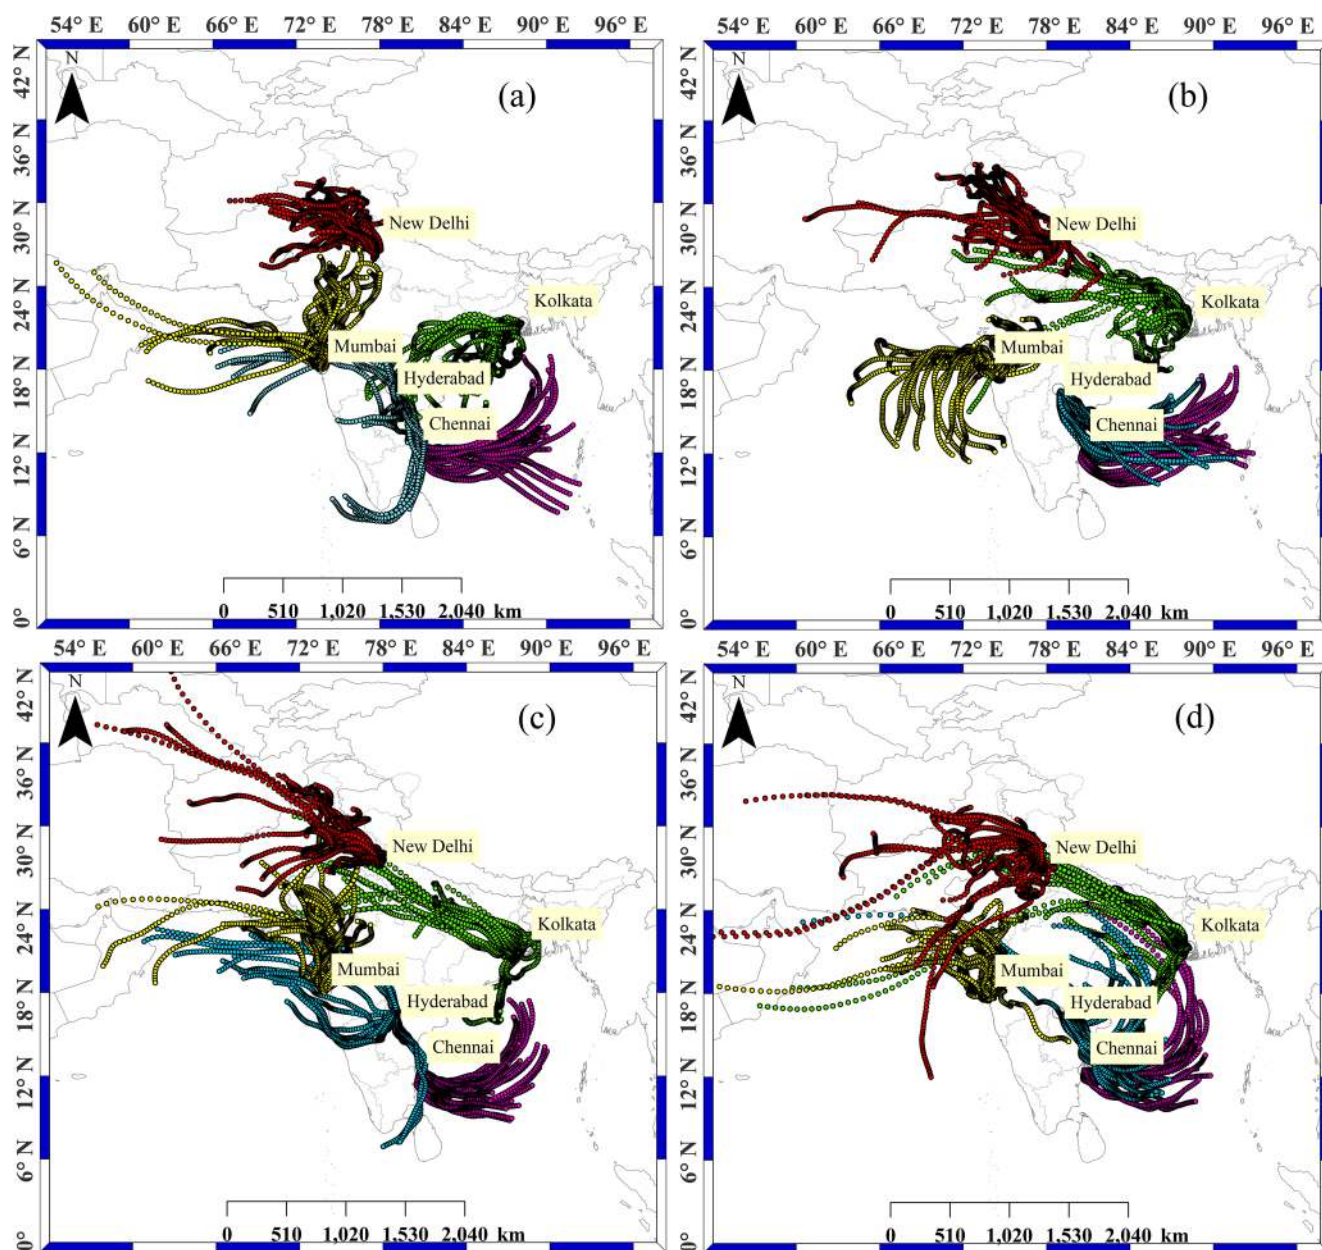 54° E 60° E 66° E 72° E 78° E 84° E 90° E 96° E
54° E 60° E 66° E 72° E 78° E 84° E 90° E 96° E
N
(a)
42° N
36° N
30° N
24° N
18° N
12° N
6° N
0°
New Delhi
Kolkata
Mumbai
Hyderabad
Chennai
0 510 1,020 1,530 2,040 km
N
(b)
42° N
36° N
30° N
24° N
18° N
12° N
6° N
0°
New Delhi
Kolkata
Mumbai
Hyderabad
Chennai
0 510 1,020 1,530 2,040 km
54° E 60° E 66° E 72° E 78° E 84° E 90° E 96° E
54° E 60° E 66° E 72° E 78° E 84° E 90° E 96° E
N
(c)
42° N
36° N
30° N
24° N
18° N
12° N
6° N
0°
New Delhi
Kolkata
Mumbai
Hyderabad
Chennai
0 510 1,020 1,530 2,040 km
N
(d)
42° N
36° N
30° N
24° N
18° N
12° N
6° N
0°
New Delhi
Kolkata
Mumbai
Hyderabad
Chennai
0 510 1,020 1,530 2,040 km